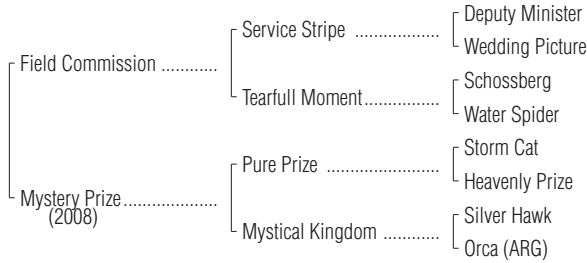 Deputy Minister
Service Stripe ..................
Wedding Picture
Field Commission ............
Schossberg
Tearfull Moment................
Water Spider
Storm Cat
Pure Prize ........................
Heavenly Prize
Mystery Prize....................
(2008)
Silver Hawk
Mystical Kingdom ............
Orca (ARG)